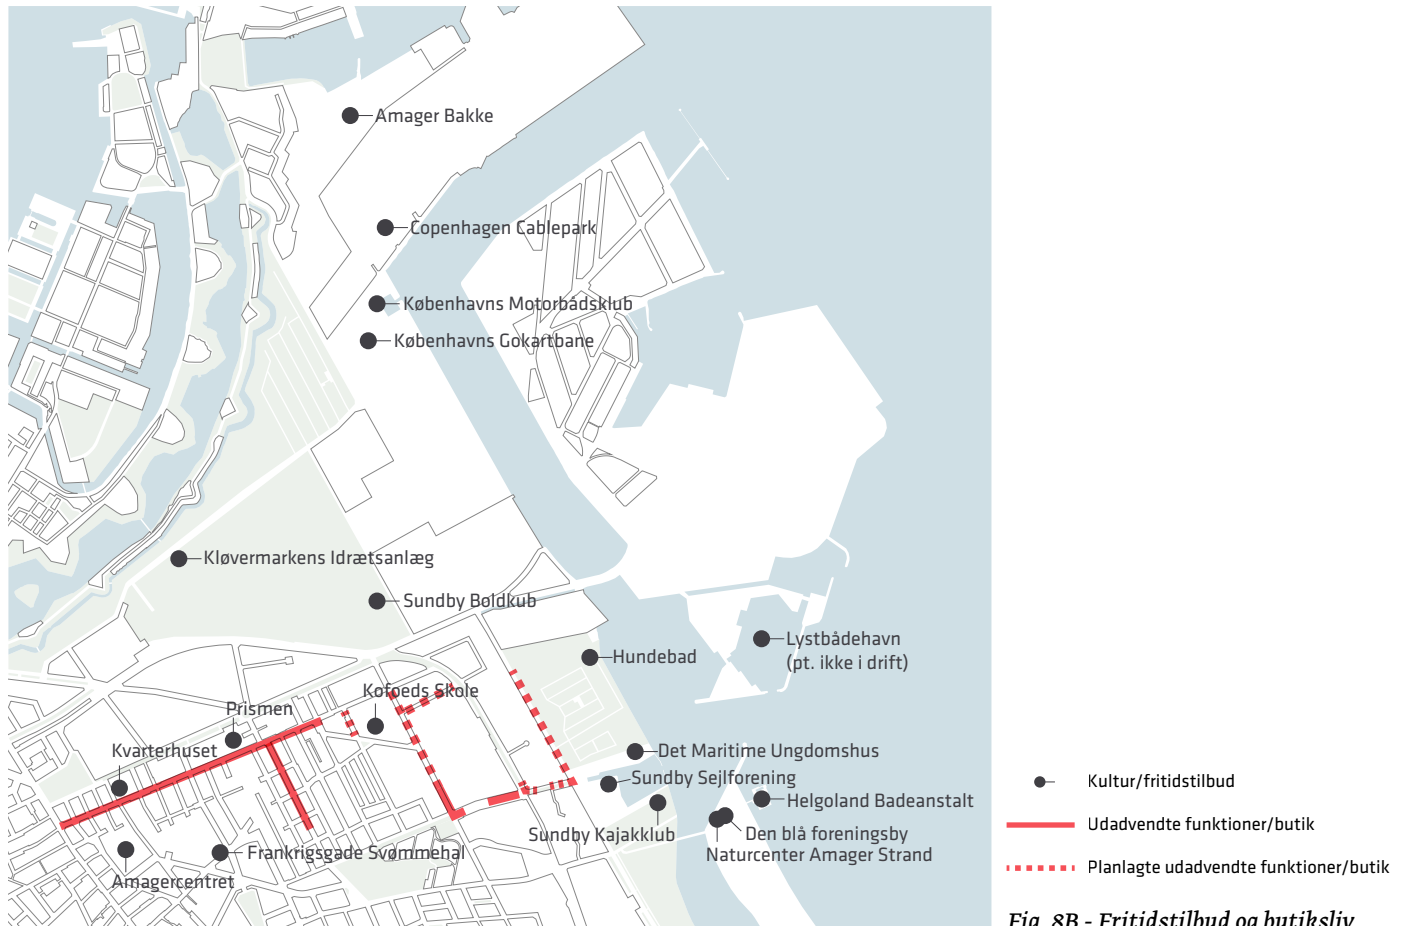 Amager Bakke
Copenhagen Cablepark
Københavns Motorbådsklub
Københavns Gokartbane
Kløvermarkens Idrætsanlæg
Sundby Boldkub
Lystbådehavn
(pt. ikke i drift)
Hundebad
Kofoeds Skole
Prismen
Kvarterhuset
Det Maritime Ungdomshus
Sundby Sejlforening
Helgoland Badeanstalt
Sundby Kajakklub
Den blå foreningsby
Naturcenter Amager Strand
Frankrigsgade Svømmehal
Amagercentret
Kultur/fritidstilbud
Udadvendte funktioner/butik
Planlagte udadvendte funktioner/butik
Fig. 8B - Fritidstilbud og butiksliv